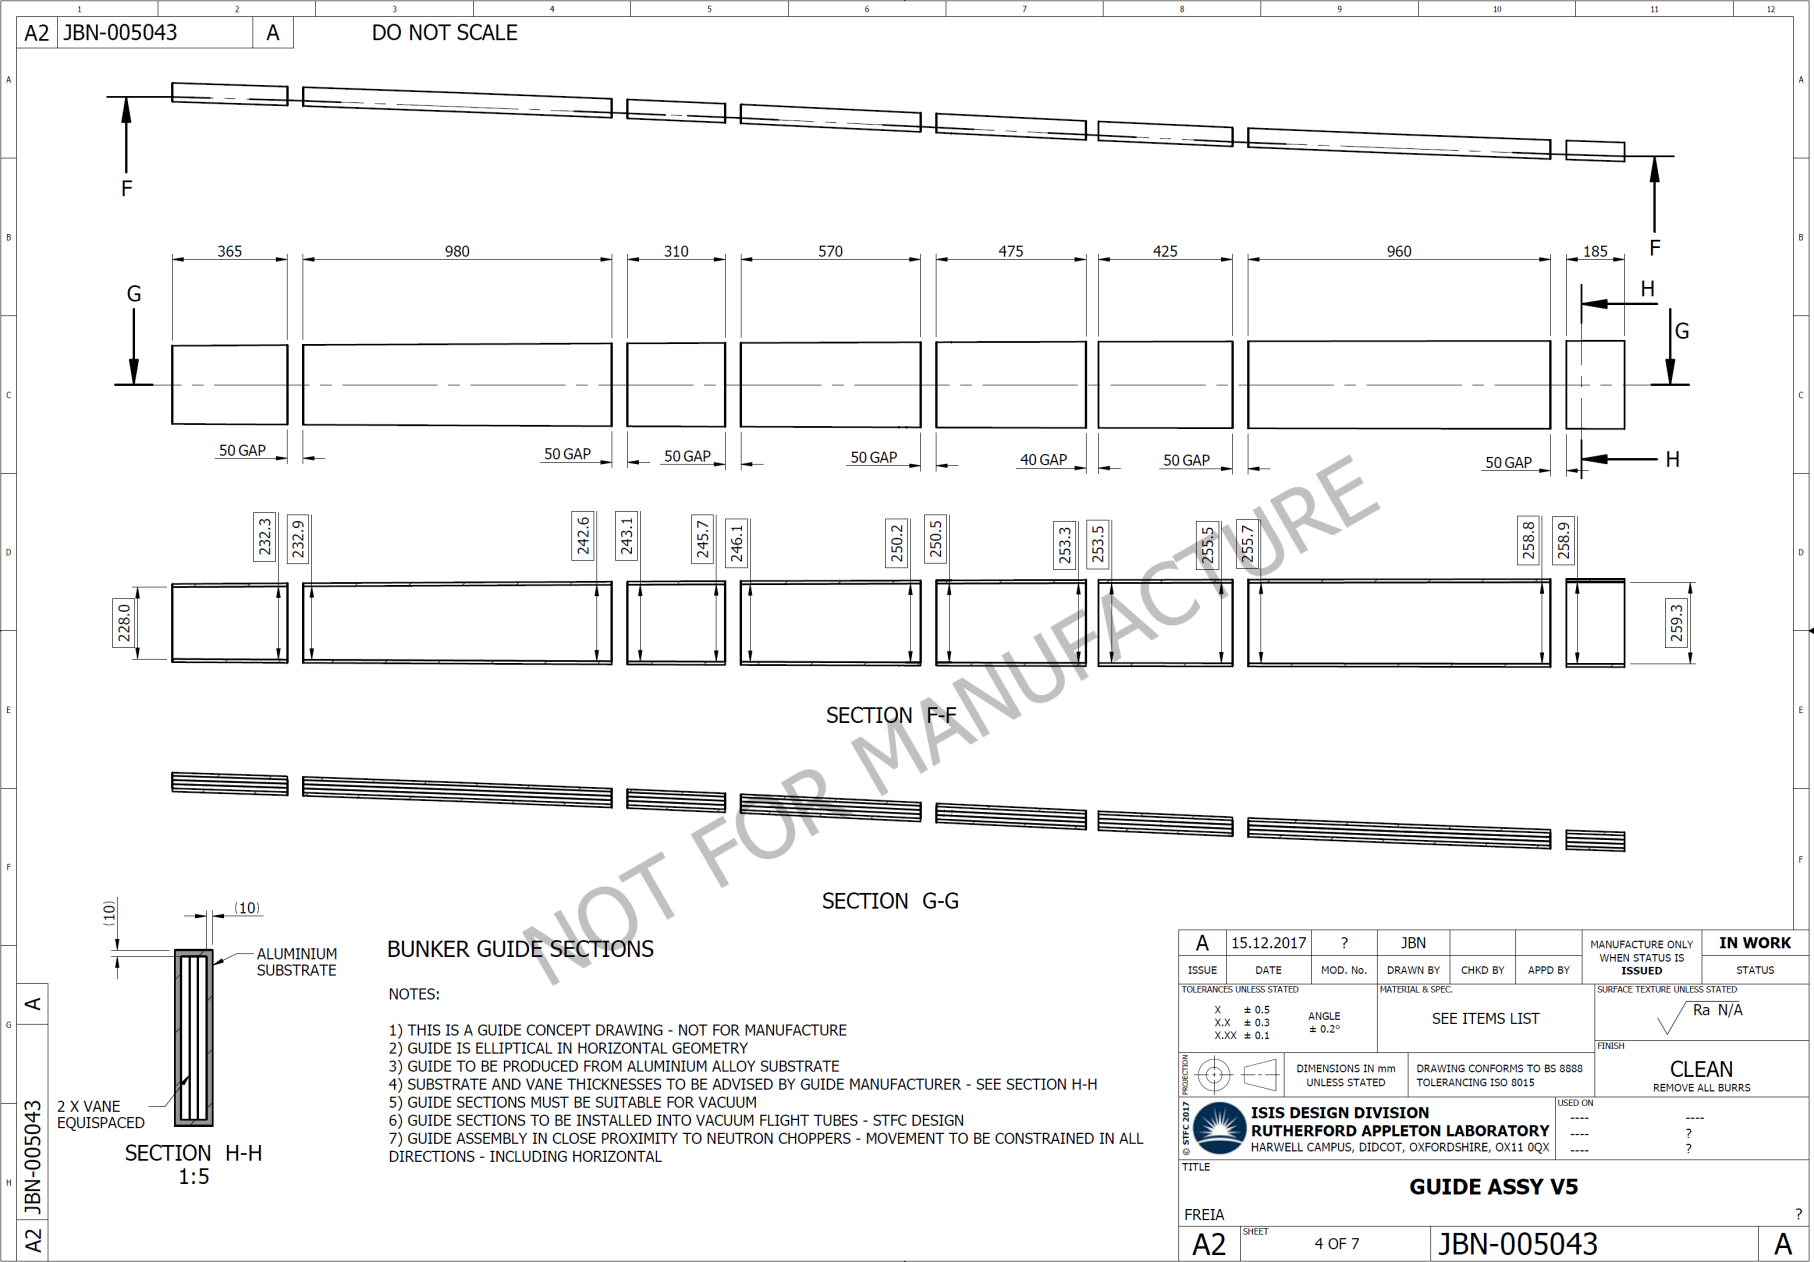 1 2 3 4 5 6 7 8 9 10 11 12
A2 JBN-005043 A DO NOT SCALE
A A
F
F
B B
365 980 310 570 475 425 960 185
G
H
G
C C
50 GAP 50 GAP 50 GAP 50 GAP 40 GAP 50 GAP 50 GAP
H
D D
232.3 232.9 242.6 243.1 245.7 246.1 250.2 250.5 253.3 253.5 255.5 255.7 258.8 258.9
228.0 259.3
E E
SECTION F-F
NOT FOR MANUFACTURE
F F
SECTION G-G
(10) (10)
ALUMINIUM
SUBSTRATE
2 X VANE
EQUISPACED
SECTION H-H
1:5
BUNKER GUIDE SECTIONS
NOTES:
1) THIS IS A GUIDE CONCEPT DRAWING - NOT FOR MANUFACTURE
2) GUIDE IS ELLIPTICAL IN HORIZONTAL GEOMETRY
3) GUIDE TO BE PRODUCED FROM ALUMINIUM ALLOY SUBSTRATE
4) SUBSTRATE AND VANE THICKNESSES TO BE ADVISED BY GUIDE MANUFACTURER - SEE SECTION H-H
5) GUIDE SECTIONS MUST BE SUITABLE FOR VACUUM
6) GUIDE SECTIONS TO BE INSTALLED INTO VACUUM FLIGHT TUBES - STFC DESIGN
7) GUIDE ASSEMBLY IN CLOSE PROXIMITY TO NEUTRON CHOPPERS - MOVEMENT TO BE CONSTRAINED IN ALL
DIRECTIONS - INCLUDING HORIZONTAL
G
H
A
JBN-005043
A2
A 15.12.2017 ? JBN
ISSUE DATE MOD. No. DRAWN BY CHKD BY APPD BY
MANUFACTURE ONLY
WHEN STATUS IS
ISSUED
IN WORK
STATUS
TOLERANCES UNLESS STATED
X ± 0.5
X.X ± 0.3
X.XX ± 0.1
ANGLE
± 0.2°
MATERIAL & SPEC.
SEE ITEMS LIST
SURFACE TEXTURE UNLESS STATED
Ra N/A
FINISH
CLEAN
REMOVE ALL BURRS
PROJECTION
DIMENSIONS IN mm
UNLESS STATED
DRAWING CONFORMS TO BS 8888
TOLERANCING ISO 8015
© STFC 2017
ISIS DESIGN DIVISION
RUTHERFORD APPLETON LABORATORY
HARWELL CAMPUS, DIDCOT, OXFORDSHIRE, OX11 0QX
USED ON
---- ----
---- ?
---- ?
TITLE
GUIDE ASSY V5
FREIA ?
A2 SHEET 4 OF 7 JBN-005043 A